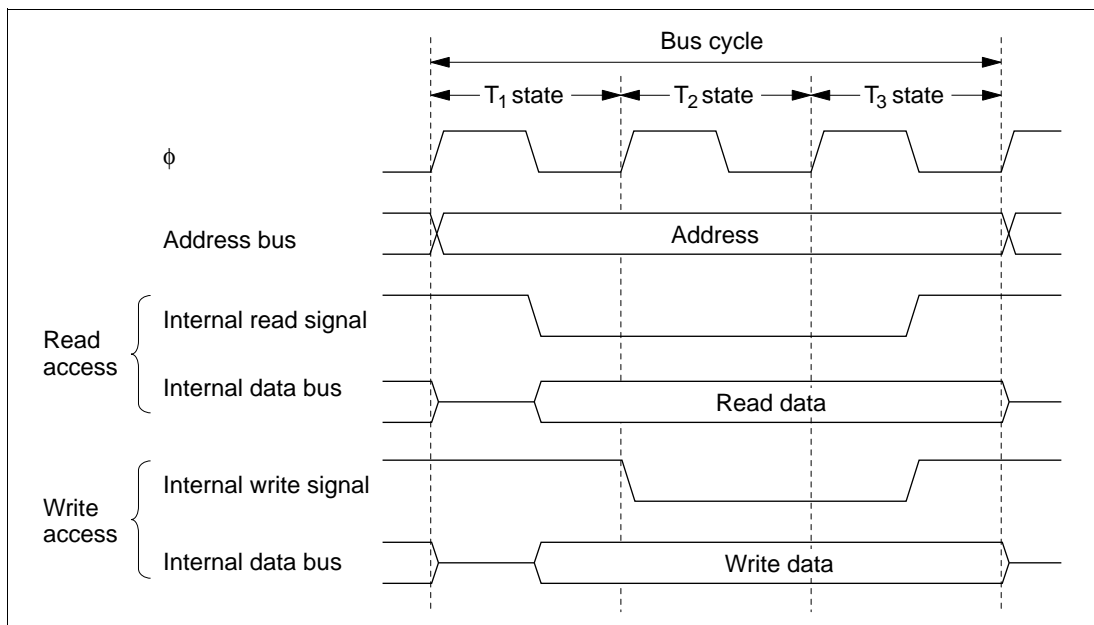 Bus cycle
T₁ state
T₂ state
T₃ state
ϕ
Address bus
Address
Read
access
Internal read signal
Internal data bus
Read data
Write
access
Internal write signal
Internal data bus
Write data